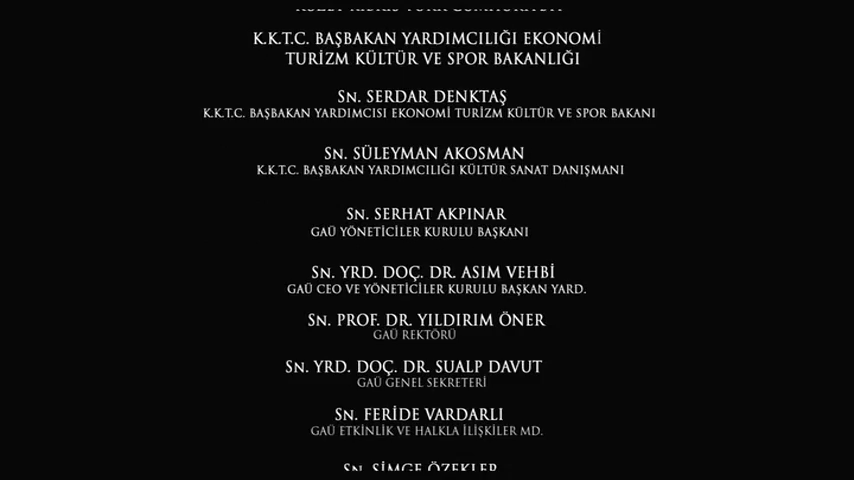 K.K.T.C. BAŞBAKAN YARDIMCILIĞI EKONOMİ
TURİZM KÜLTÜR VE SPOR BAKANLIĞI
SN. SERDAR DENKTAŞ
K.K.T.C. BAŞBAKAN YARDIMCISI EKONOMİ TURİZM KÜLTÜR VE SPOR BAKANI
SN. SÜLEYMAN AKOSMAN
K.K.T.C. BAŞBAKAN YARDIMCILIĞI KÜLTÜR SANAT DANIŞMANI
SN. SERHAT AKPINAR
GAÜ YÖNETİCİLER KURULU BAŞKANI
SN. YRD. DOÇ. DR. ASIM VEHBİ
GAÜ CEO VE YÖNETİCİLER KURULU BAŞKAN YARD.
SN. PROF. DR. YILDIRIM ÖNER
GAÜ REKTÖRÜ
SN. YRD. DOÇ. DR. SUALP DAVUT
GAÜ GENEL SEKRETERİ
SN. FERİDE VARDARLI
GAÜ ETKİNLİK VE HALKLA İLİŞKİLER MD.
SN. SİMGE ÖZEKLER